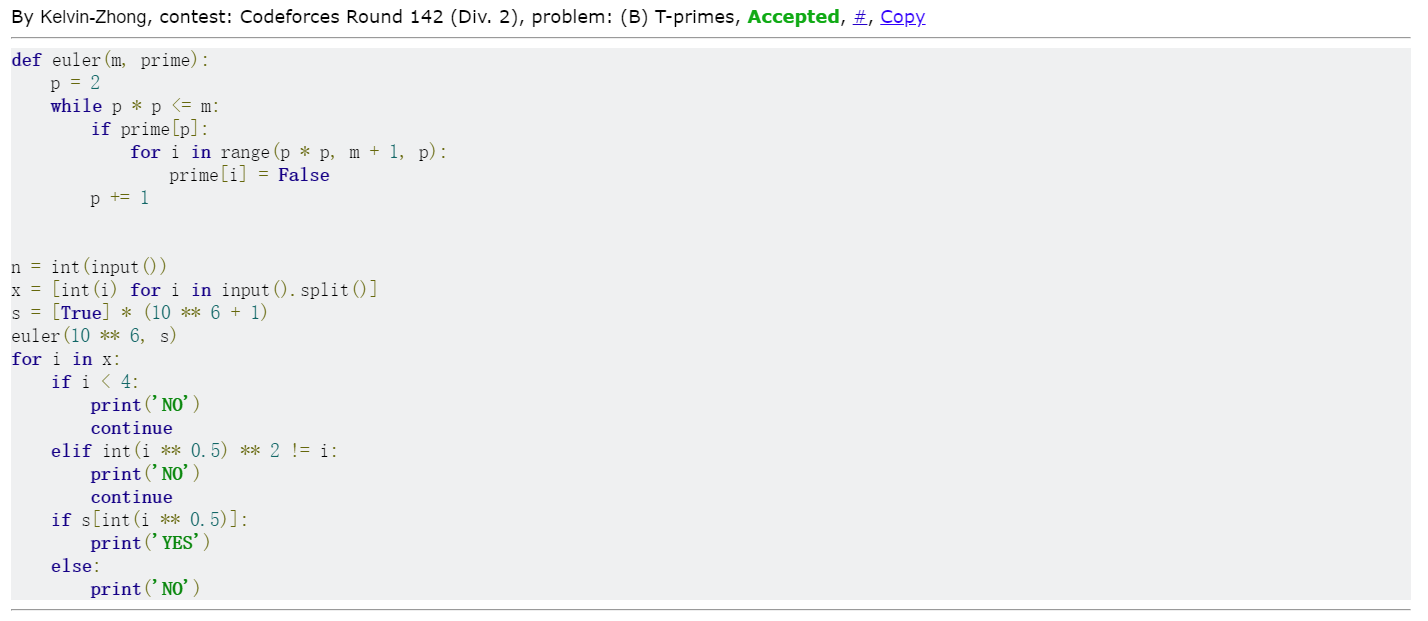 By Kelvin-Zhong, contest: Codeforces Round 142 (Div. 2), problem: (B) T-primes, Accepted, #, Copy
def euler(m, prime):
    p = 2
    while p * p <= m:
        if prime[p]:
            for i in range(p * p, m + 1, p):
                prime[i] = False
        p += 1
n = int(input())
x = [int(i) for i in input().split()]
s = [True] * (10 ** 6 + 1)
euler(10 ** 6, s)
for i in x:
    if i < 4:
        print('NO')
        continue
    elif int(i ** 0.5) ** 2 != i:
        print('NO')
        continue
    if s[int(i ** 0.5)]:
        print('YES')
    else:
        print('NO')